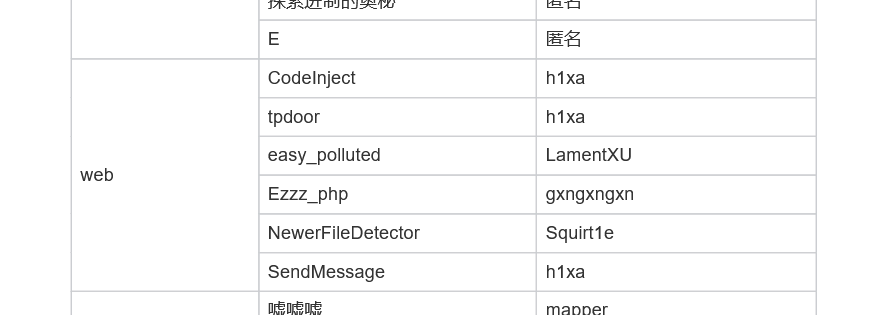 探索进制的奥秘 匿名
E 匿名
CodeInject h1xa
tpdoor h1xa
easy_polluted LamentXU
web
Ezzz_php gxngxngxn
NewerFileDetector Squirt1e
SendMessage h1xa
嘘嘘嘘 mapper